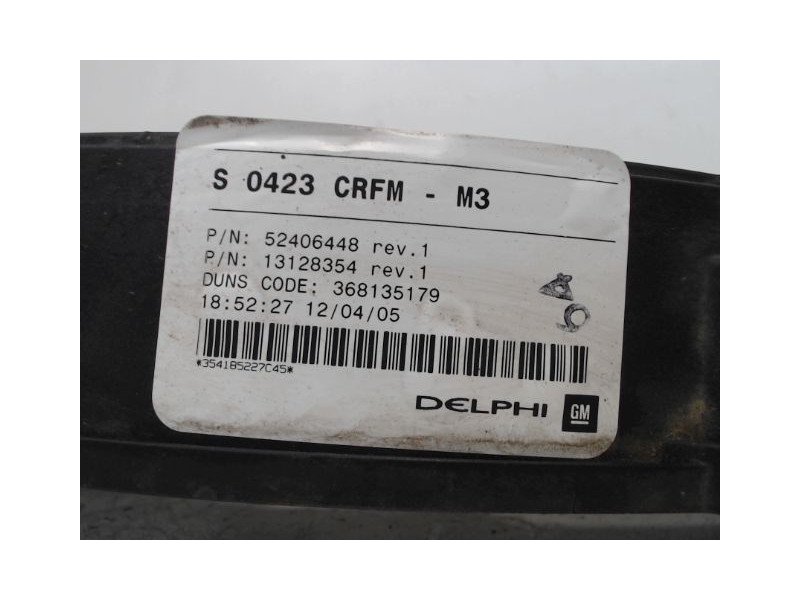 S 0423 CRFM - M3
P/N: 52406448 rev.1
P/N: 13128354 rev.1
DUNS CODE: 368135179
18:52:27 12/04/05
*354185227C45*
DELPHI GM